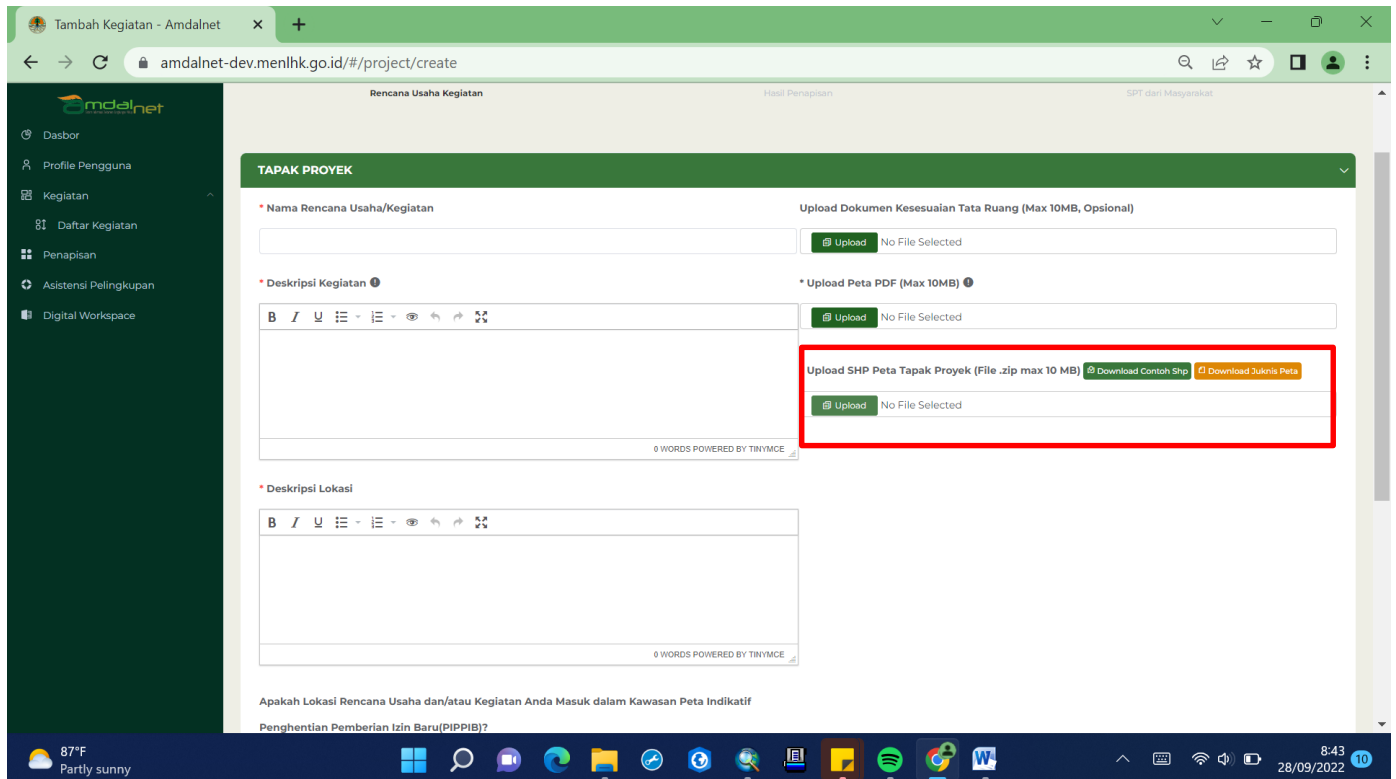 Tambah Kegiatan - Amdalnet
amdalnet-dev.menlhk.go.id/#/project/create
amdalnet
Dasbor
Profile Pengguna
Kegiatan
Daftar Kegiatan
Penapisan
Asistensi Pelingkupan
Digital Workspace
Rencana Usaha Kegiatan
Hasil Penapisan
SPT dari Masyarakat
TAPAK PROYEK
* Nama Rencana Usaha/Kegiatan
* Deskripsi Kegiatan
B I U
0 WORDS POWERED BY TINYMCE
* Deskripsi Lokasi
B I U
0 WORDS POWERED BY TINYMCE
Apakah Lokasi Rencana Usaha dan/atau Kegiatan Anda Masuk dalam Kawasan Peta Indikatif
Penghentian Pemberian Izin Baru(PIPPIB)?
Upload Dokumen Kesesuaian Tata Ruang (Max 10MB, Opsional)
Upload No File Selected
* Upload Peta PDF (Max 10MB)
Upload No File Selected
Upload SHP Peta Tapak Proyek (File .zip max 10 MB) Download Contoh Shp Download Juknis Peta
Upload No File Selected
87°F
Partly sunny
8:43
28/09/2022
10